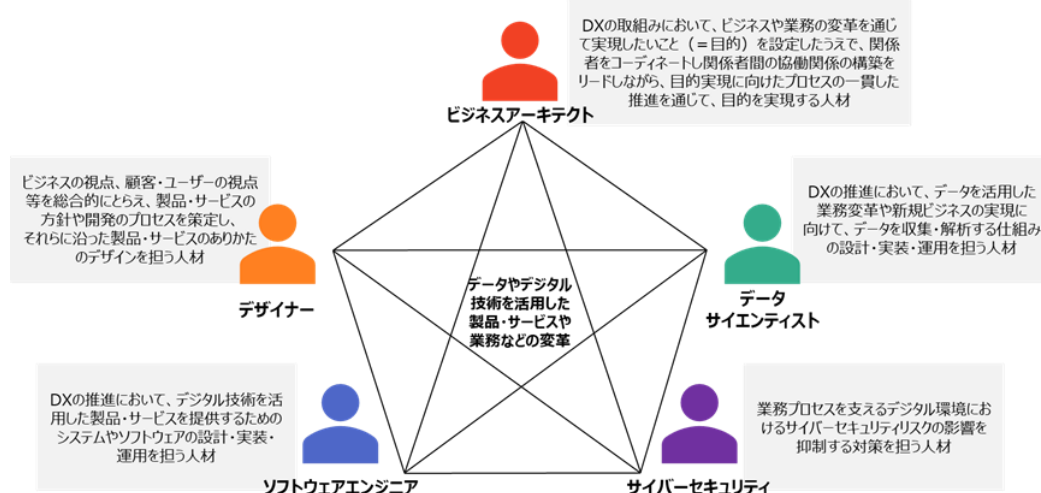 DXの取組みにおいて、ビジネスや業務の変革を通じ
て実現したいこと（＝目的）を設定したうえで、関係
者をコーディネートし関係者間の協働関係の構築を
リードしながら、目的実現に向けたプロセスの一貫した
推進を通じて、目的を実現する人材
ビジネスアーキテクト
ビジネスの視点、顧客・ユーザーの視点
等を総合的にとらえ、製品・サービスの
方針や開発のプロセスを策定し、
それらに沿った製品・サービスのありかた
のデザインを担う人材
デザイナー
DXの推進において、データを活用した
業務変革や新規ビジネスの実現に
向けて、データを収集・解析する仕組み
の設計・実装・運用を担う人材
データ
サイエンティスト
データやデジタル
技術を活用した
製品・サービスや
業務などの変革
DXの推進において、デジタル技術を活
用した製品・サービスを提供するための
システムやソフトウェアの設計・実装・
運用を担う人材
ソフトウェアエンジニア
業務プロセスを支えるデジタル環境にお
けるサイバーセキュリティリスクの影響を
抑制する対策を担う人材
サイバーセキュリティ